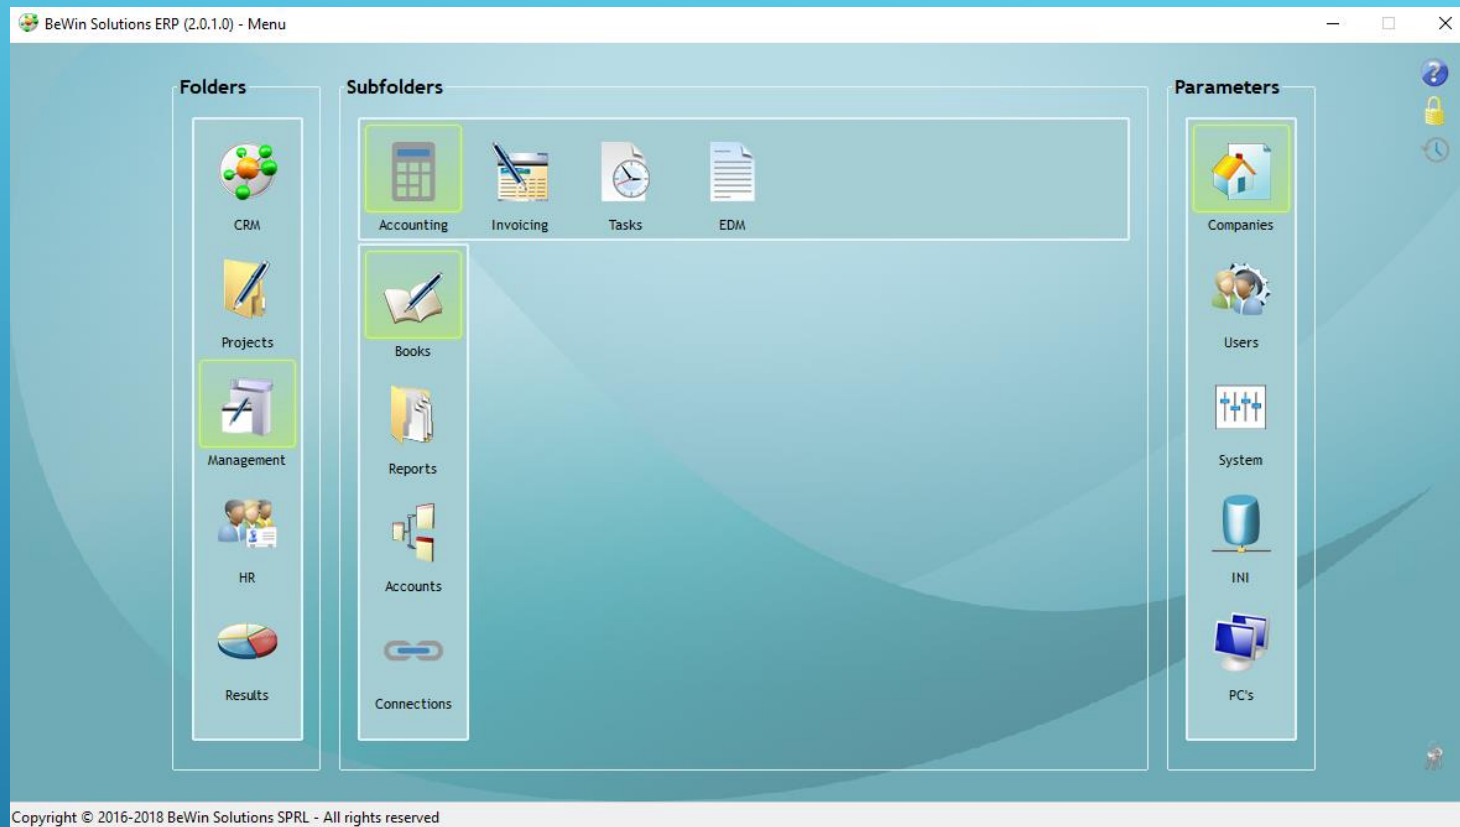 BeWin Solutions ERP (2.0.1.0) - Menu
Folders
CRM
Projects
Management
HR
Results
Subfolders
Accounting
Invoicing
Tasks
EDM
Books
Reports
Accounts
Connections
Parameters
Companies
Users
System
INI
PC's
Copyright © 2016-2018 BeWin Solutions SPRL - All rights reserved